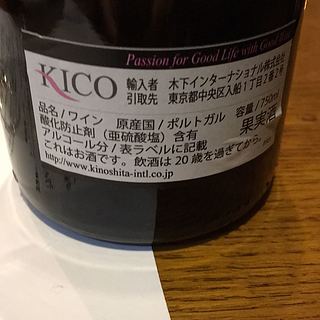 Passion for Good Life with Good
KICO
輸入者 木下インターナショナル株式会社
引取先 東京都中央区入船1丁目3番2号
品名/ワイン 原産国/ポルトガル 容量/750ml
酸化防止剤(亜硫酸塩)含有 果実酒
アルコール分/表ラベルに記載
これはお酒です。飲酒は20歳を過ぎてから。
http://www.kinoshita-intl.co.jp